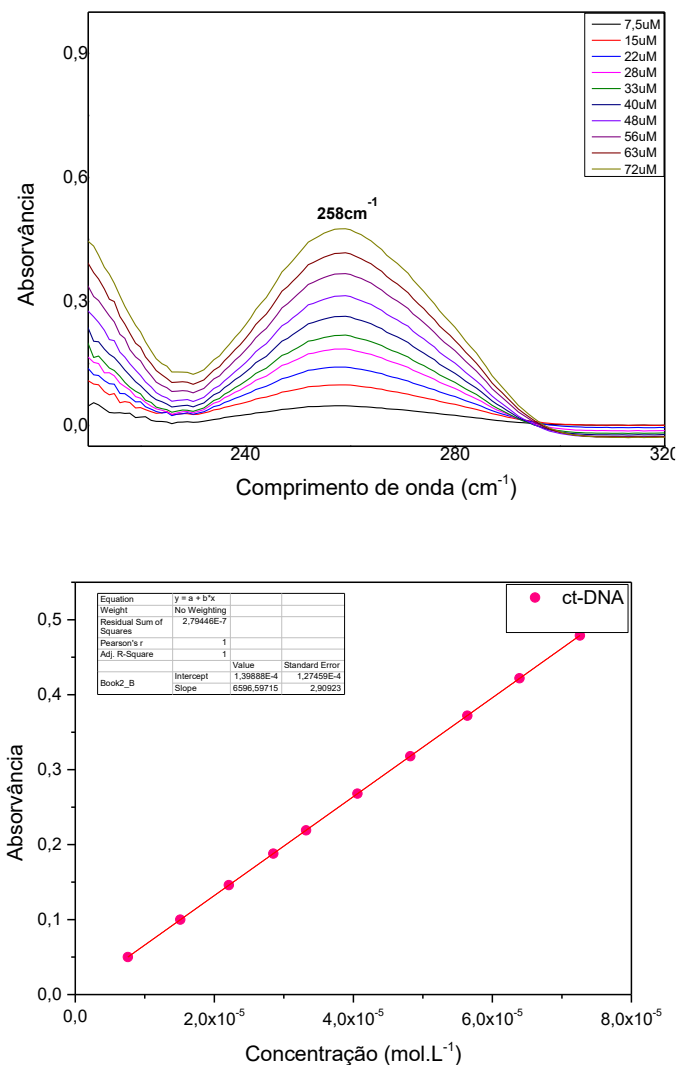 0,9
0,6
0,3
0,0
Absorvância
258cm⁻¹
7,5uM
15uM
22uM
28uM
33uM
40uM
48uM
56uM
63uM
72uM
240
280
320
Comprimento de onda (cm⁻¹)
0,5
0,4
0,3
0,2
0,1
0,0
Absorvância
Equation y = a + b*x
Weight No Weighting
Residual Sum of Squares 2,79446E-7
Pearson's r 1
Adj. R-Square 1
Value Standard Error
Book2_B Intercept 1,39888E-4 1,27459E-4
Slope 6596,59715 2,90923
ct-DNA
0,0
2,0x10⁻⁵
4,0x10⁻⁵
6,0x10⁻⁵
8,0x10⁻⁵
Concentração (mol.L⁻¹)